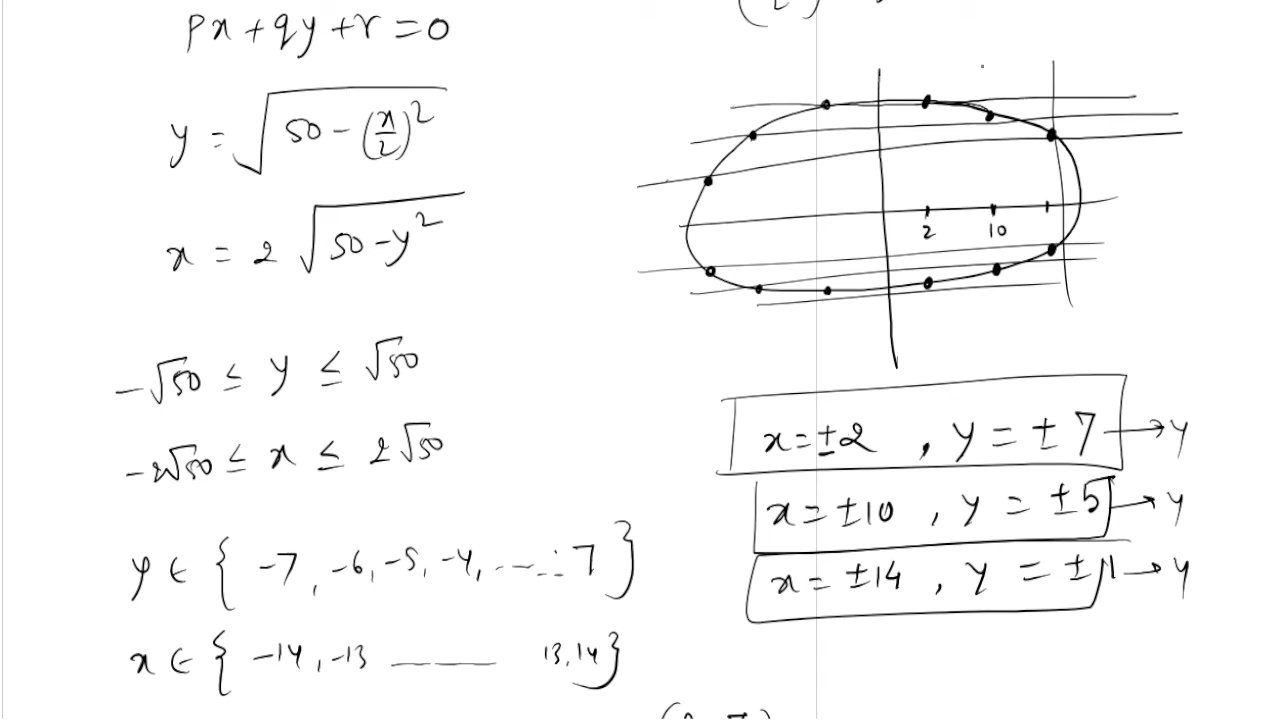 px + qy + r = 0
y = √(50 - (x/2)²)
x = 2√(50 - y²)
-√50 ≤ y ≤ √50
-2√50 ≤ x ≤ 2√50
y ∈ { -7, -6, -5, -4, ...... 7 }
x ∈ { -14, -13 —— 13, 14 }
2 10
x = ±2 , y = ±7 → y
x = ±10 , y = ±5 → y
x = ±14 , y = ±1 → y